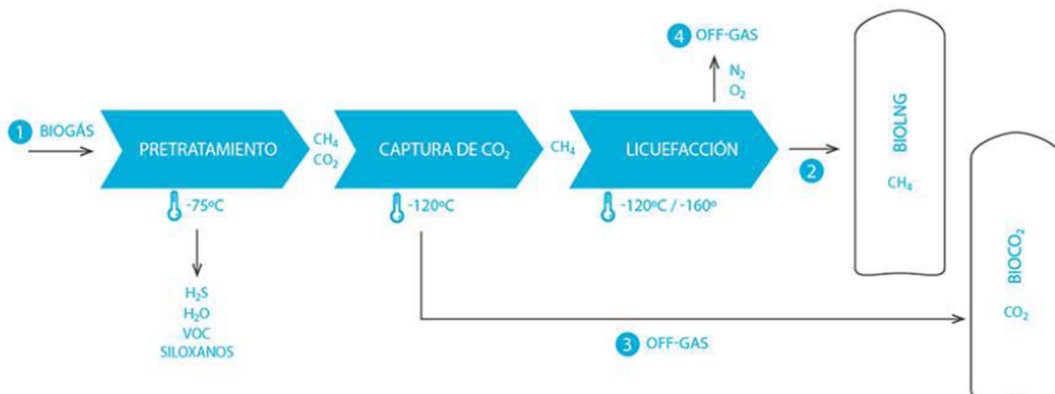 1 BIOGÁS
PRETRATAMIENTO
-75ºC
H₂S
H₂O
VOC
SILOXANOS
CH₄
CO₂
CAPTURA DE CO₂
-120ºC
CH₄
LICUEFACCIÓN
-120ºC / -160º
4 OFF-GAS
N₂
O₂
2
3 OFF-GAS
BIOLNG
CH₄
BIOCO₂
CO₂